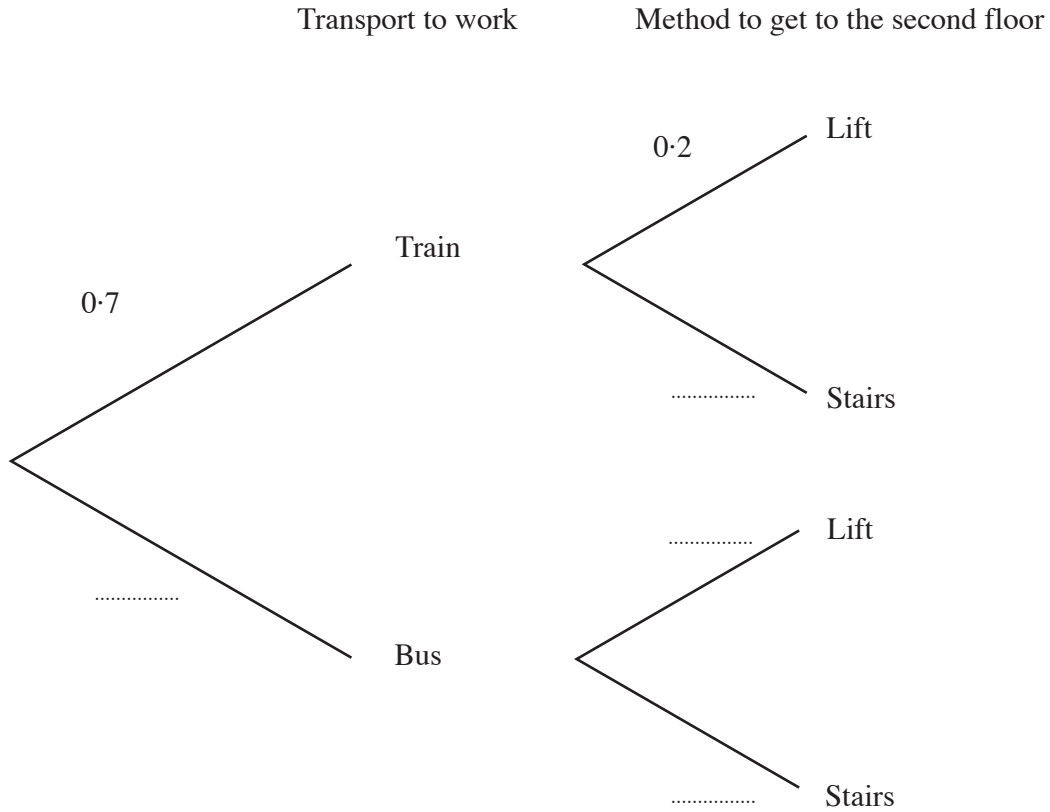 Transport to work
Method to get to the second floor
Lift
0·2
Train
0·7
................
Stairs
................
Lift
................
Bus
................
Stairs